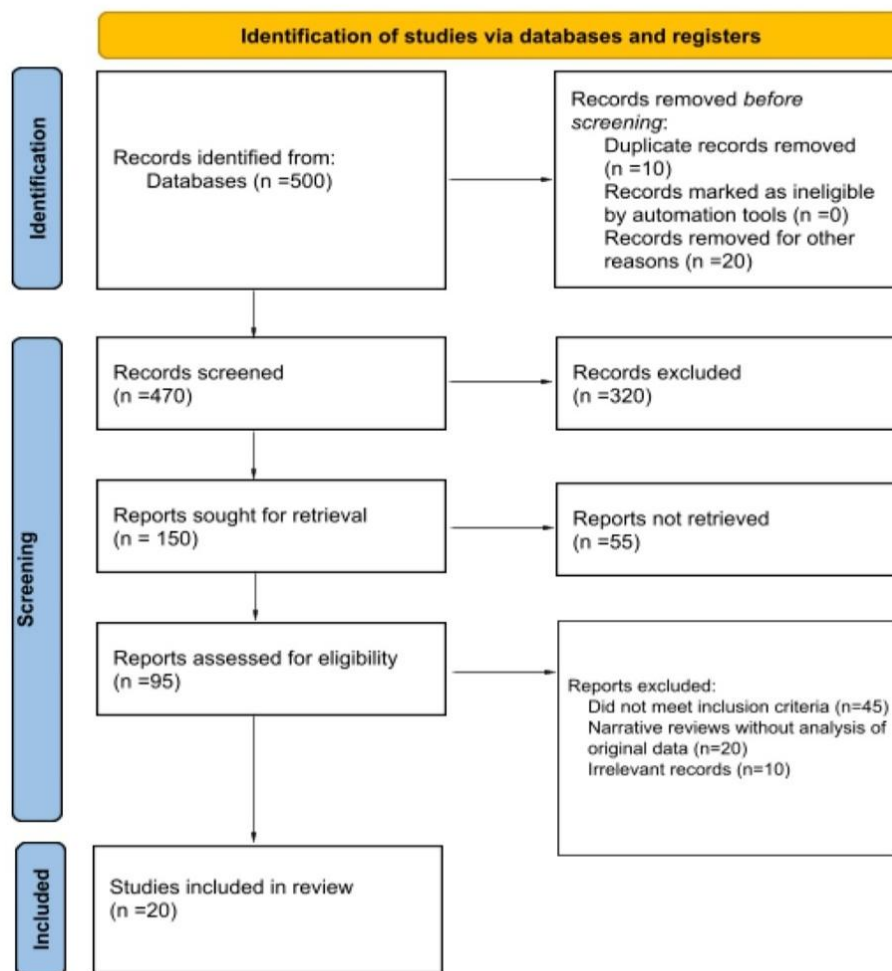 Identification of studies via databases and registers
Identification
Records identified from:
Databases (n =500)
Records removed before
screening:
Duplicate records removed
(n =10)
Records marked as ineligible
by automation tools (n =0)
Records removed for other
reasons (n =20)
Screening
Records screened
(n =470)
Records excluded
(n =320)
Reports sought for retrieval
(n = 150)
Reports not retrieved
(n =55)
Reports assessed for eligibility
(n =95)
Reports excluded:
Did not meet inclusion criteria (n=45)
Narrative reviews without analysis of
original data (n=20)
Irrelevant records (n=10)
Included
Studies included in review
(n =20)